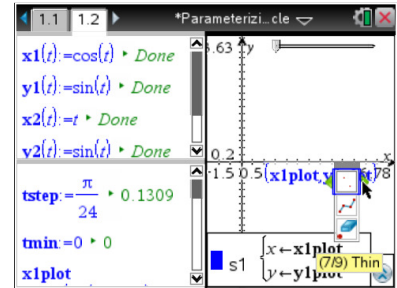 1.1 1.2 *Parameterizi…cle
x1(t):=cos(t) ▸ Done
y1(t):=sin(t) ▸ Done
x2(t):=t ▸ Done
y2(t):=sin(t) ▸ Done
tstep:=π/24 ▸ 0.1309
tmin:=0 ▸ 0
x1plot
.63 y
0.2
x
-1.5 0.5 (x1plot,y t) 78
s1 {x←x1plot
y←y1plot
(7/9) Thin